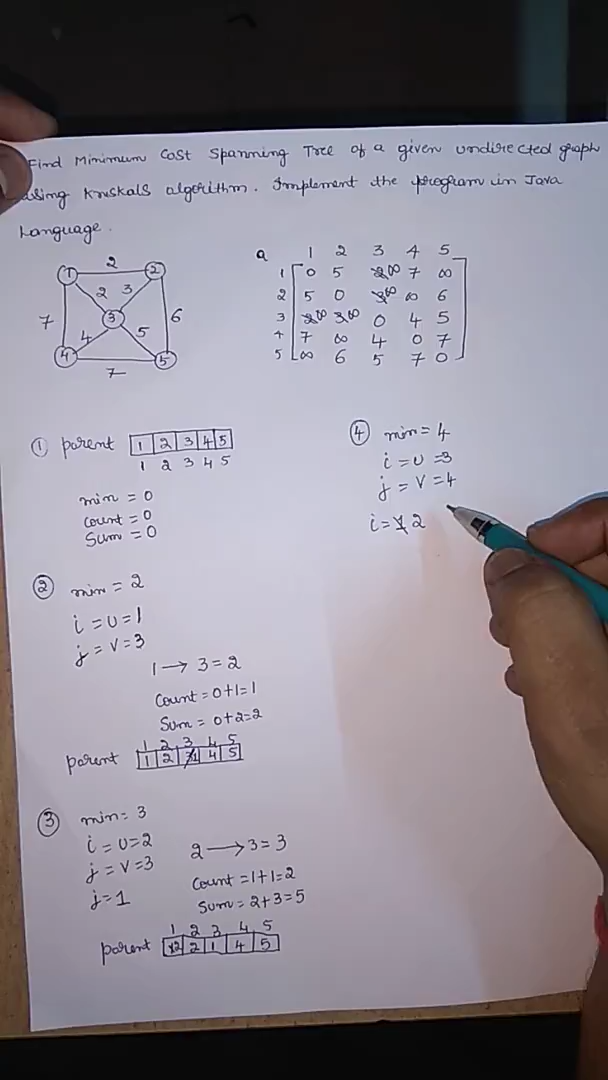 Find Minimum Cost Spanning Tree of a given undirected graph
using Kruskals algorithm. Implement the program in Java
Language.
1 2 3 4 5
a
1 0 5 ∞ 7 ∞
2 5 0 ∞ ∞ 6
3 ∞ ∞ 0 4 5
4 7 ∞ 4 0 7
5 ∞ 6 5 7 0
2
1 2
2 3
7 3 6
4 5
4 5
7
① parent 1 2 3 4 5
1 2 3 4 5
min = 0
count = 0
Sum = 0
② min = 2
i = u = 1
j = v = 3
1 → 3 = 2
Count = 0+1=1
Sum = 0+2=2
1 2 3 4 5
parent 1 2 1 4 5
③ min = 3
i = u = 2
j = v = 3
j = 1
2 → 3 = 3
Count = 1+1=2
Sum = 2+3=5
1 2 3 4 5
parent 2 2 1 4 5
④ min = 4
i = u = 3
j = v = 4
i = 1 2